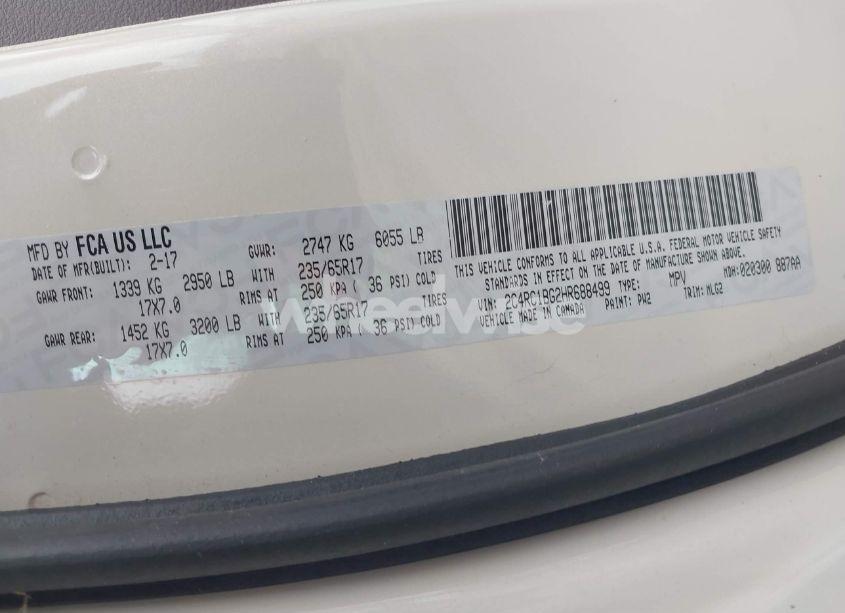 MFD BY FCA US LLC
DATE OF MFR(BUILT): 2-17
GVWR: 2747 KG 6055 LB
GAWR FRONT: 1339 KG 2950 LB WITH 235/65R17 TIRES
17X7.0 RIMS AT 250 KPA ( 36 PSI) COLD
GAWR REAR: 1452 KG 3200 LB WITH 235/65R17 TIRES
17X7.0 RIMS AT 250 KPA ( 36 PSI) COLD
THIS VEHICLE CONFORMS TO ALL APPLICABLE U.S.A. FEDERAL MOTOR VEHICLE SAFETY
STANDARDS IN EFFECT ON THE DATE OF MANUFACTURE SHOWN ABOVE.
VIN: 2C4RC1BG2HR688499 TYPE: MPV MDH:020300 987AA
VEHICLE MADE IN CANADA PAINT: PW2 TRIM: MLG2
wheelwise